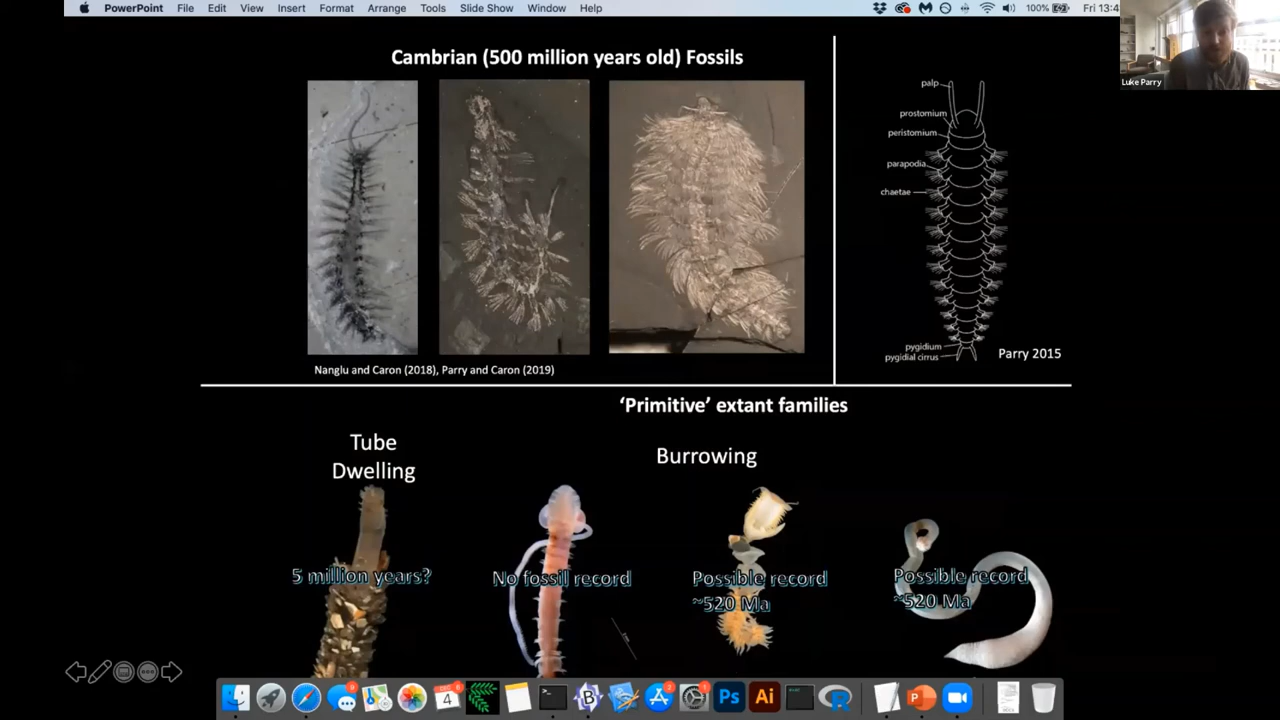 PowerPoint File Edit View Insert Format Arrange Tools Slide Show Window Help 100% Fri 13:4
Luke Parry
Cambrian (500 million years old) Fossils
palp
prostomium
peristomium
parapodia
chaetae
pygidium
pygidial cirrus
Parry 2015
Nanglu and Caron (2018), Parry and Caron (2019)
‘Primitive’ extant families
Tube
Dwelling
Burrowing
5 million years?
No fossil record
Possible record
~520 Ma
Possible record
~520 Ma
4
Ps
Ai
R
P